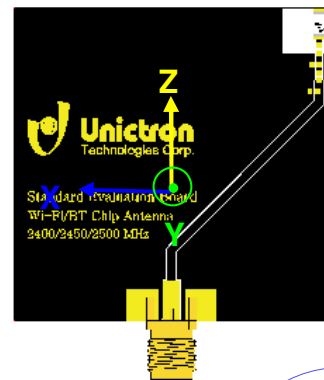 Z
Unictron
Technologies Corp.
X
Standard Evaluation Board
Wi-Fi/BT Chip Antenna
Y
2400/2450/2500 MHz